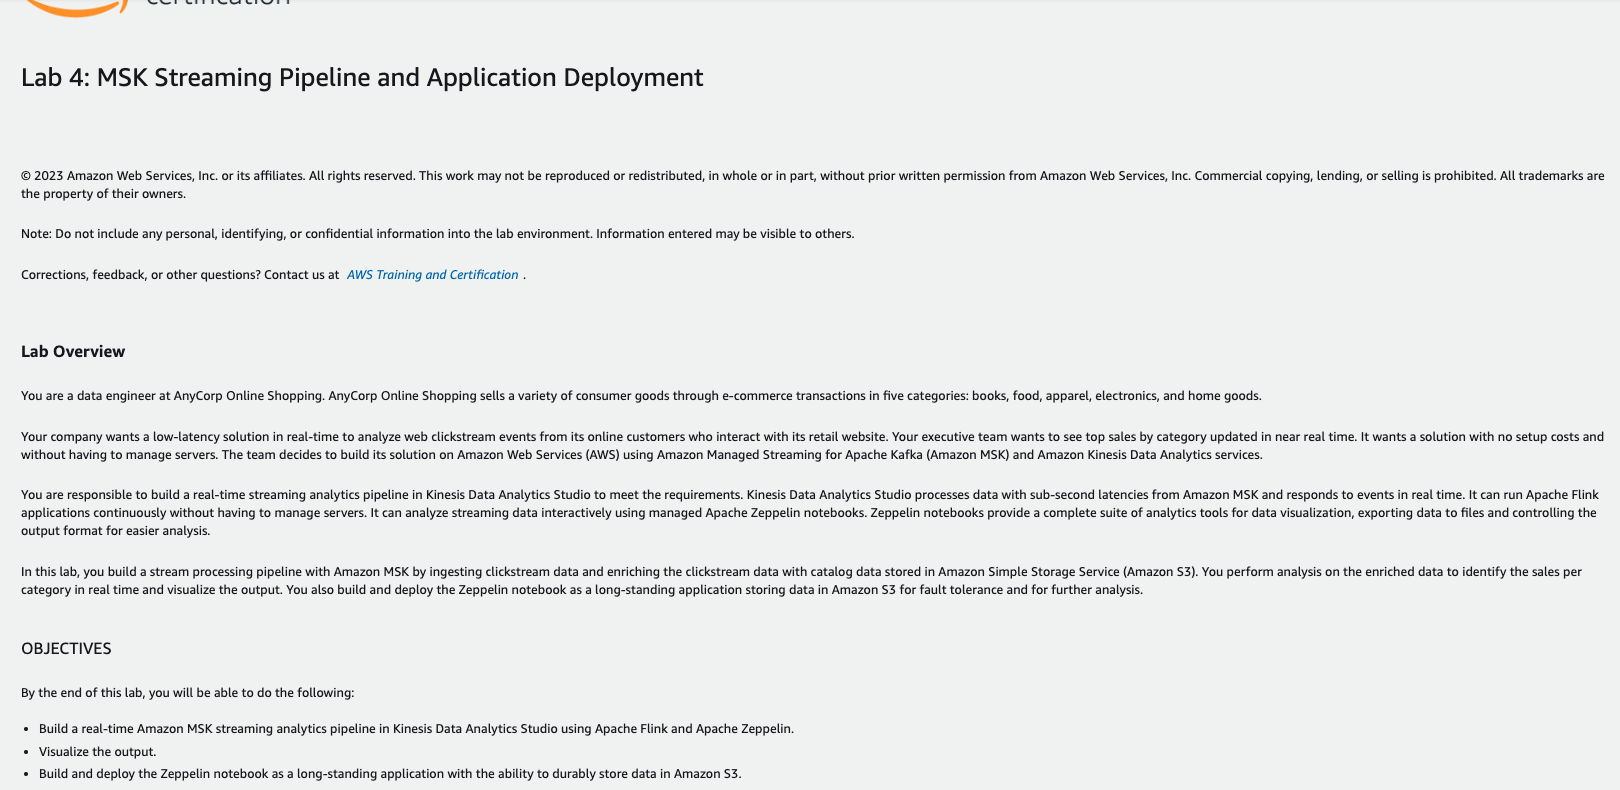 certification
Lab 4: MSK Streaming Pipeline and Application Deployment
© 2023 Amazon Web Services, Inc. or its affiliates. All rights reserved. This work may not be reproduced or redistributed, in whole or in part, without prior written permission from Amazon Web Services, Inc. Commercial copying, lending, or selling is prohibited. All trademarks are
the property of their owners.
Note: Do not include any personal, identifying, or confidential information into the lab environment. Information entered may be visible to others.
Corrections, feedback, or other questions? Contact us at AWS Training and Certification .
Lab Overview
You are a data engineer at AnyCorp Online Shopping. AnyCorp Online Shopping sells a variety of consumer goods through e-commerce transactions in five categories: books, food, apparel, electronics, and home goods.
Your company wants a low-latency solution in real-time to analyze web clickstream events from its online customers who interact with its retail website. Your executive team wants to see top sales by category updated in near real time. It wants a solution with no setup costs and
without having to manage servers. The team decides to build its solution on Amazon Web Services (AWS) using Amazon Managed Streaming for Apache Kafka (Amazon MSK) and Amazon Kinesis Data Analytics services.
You are responsible to build a real-time streaming analytics pipeline in Kinesis Data Analytics Studio to meet the requirements. Kinesis Data Analytics Studio processes data with sub-second latencies from Amazon MSK and responds to events in real time. It can run Apache Flink
applications continuously without having to manage servers. It can analyze streaming data interactively using managed Apache Zeppelin notebooks. Zeppelin notebooks provide a complete suite of analytics tools for data visualization, exporting data to files and controlling the
output format for easier analysis.
In this lab, you build a stream processing pipeline with Amazon MSK by ingesting clickstream data and enriching the clickstream data with catalog data stored in Amazon Simple Storage Service (Amazon S3). You perform analysis on the enriched data to identify the sales per
category in real time and visualize the output. You also build and deploy the Zeppelin notebook as a long-standing application storing data in Amazon S3 for fault tolerance and for further analysis.
OBJECTIVES
By the end of this lab, you will be able to do the following:
• Build a real-time Amazon MSK streaming analytics pipeline in Kinesis Data Analytics Studio using Apache Flink and Apache Zeppelin.
• Visualize the output.
• Build and deploy the Zeppelin notebook as a long-standing application with the ability to durably store data in Amazon S3.